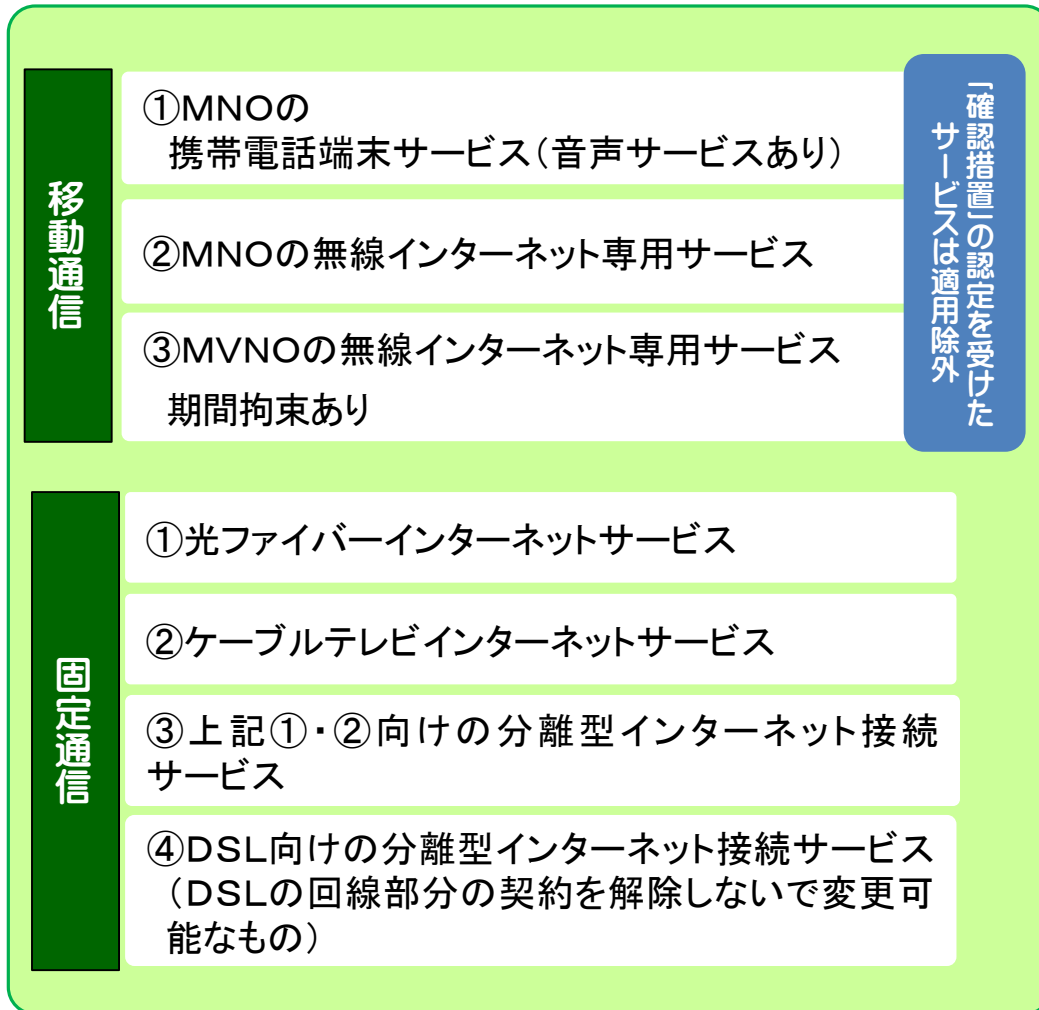 移動通信
①MNOの
携帯電話端末サービス（音声サービスあり）
②MNOの無線インターネット専用サービス
③MVNOの無線インターネット専用サービス
期間拘束あり
「確認措置」の認定を受けた
サービスは適用除外
固定通信
①光ファイバーインターネットサービス
②ケーブルテレビインターネットサービス
③上記①・②向けの分離型インターネット接続
サービス
④DSL向けの分離型インターネット接続サービス
（DSLの回線部分の契約を解除しないで変更可
能なもの）